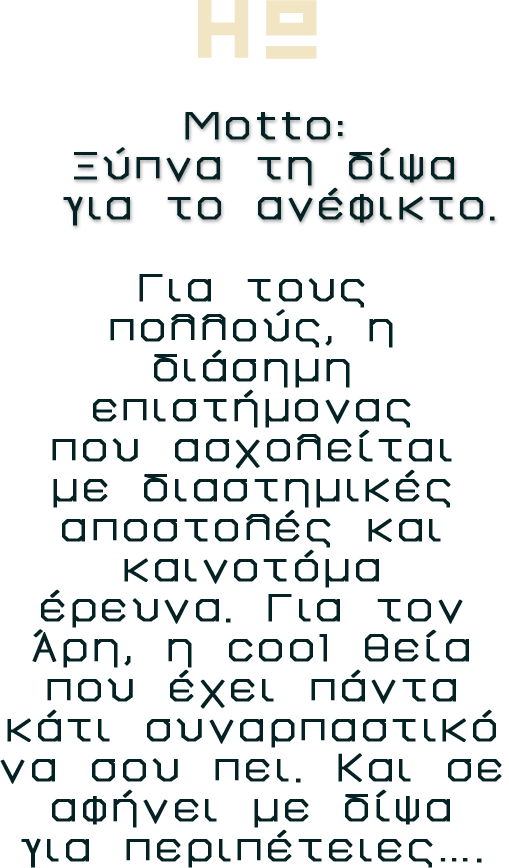 Motto:
Ξύπνα τη δίψα
για το ανέφικτο.
Για τους
πολλούς, η
διάσημη
επιστήμονας
που ασχολείται
με διαστημικές
αποστολές και
καινοτόμα
έρευνα. Για τον
Άρη, η cool θεία
που έχει πάντα
κάτι συναρπαστικό
να σου πει. Και σε
αφήνει με δίψα
για περιπέτειες....